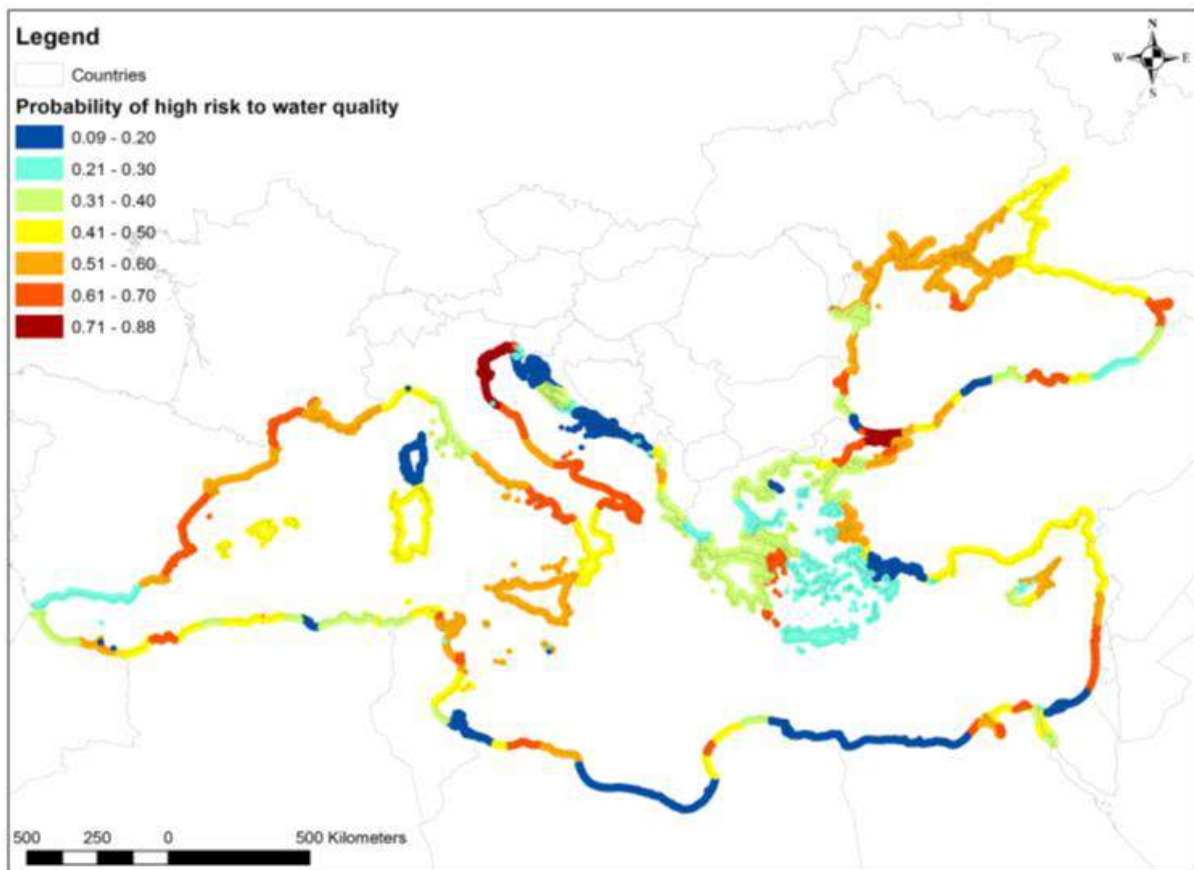 Legend
Countries
Probability of high risk to water quality
0.09 - 0.20
0.21 - 0.30
0.31 - 0.40
0.41 - 0.50
0.51 - 0.60
0.61 - 0.70
0.71 - 0.88
N
W E
S
500 250 0 500 Kilometers